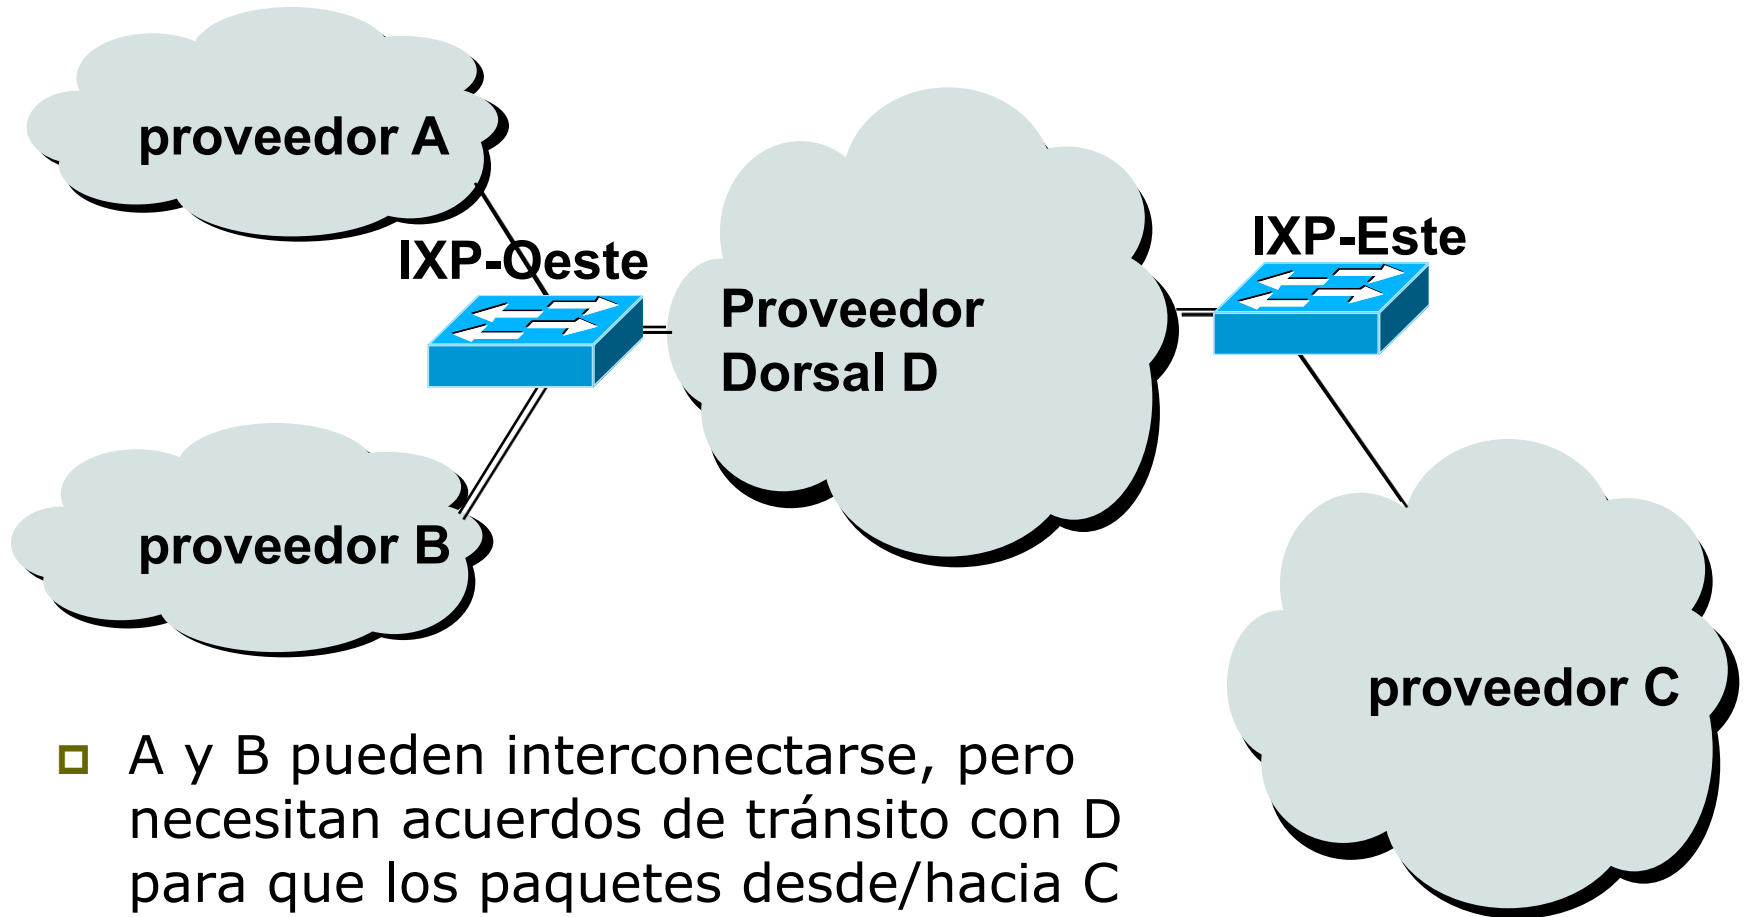 proveedor A
IXP-Oeste
IXP-Este
Proveedor
Dorsal D
proveedor B
proveedor C
A y B pueden interconectarse, pero
necesitan acuerdos de tránsito con D
para que los paquetes desde/hacia C